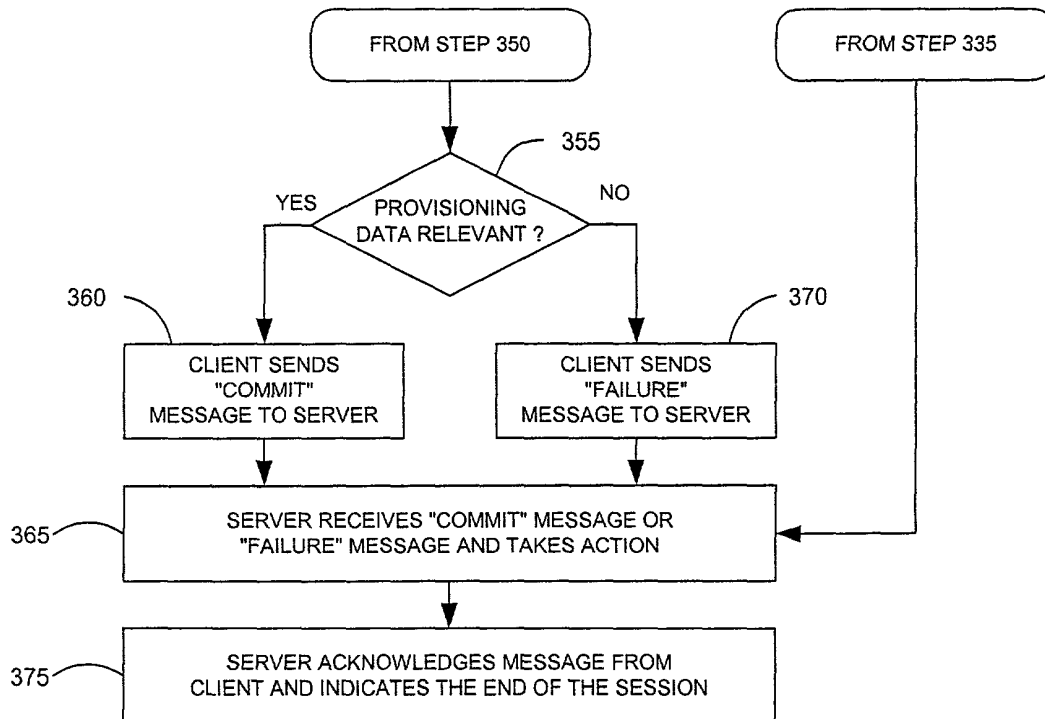 FROM STEP 350
FROM STEP 335
355
YES
NO
PROVISIONING
DATA RELEVANT ?
360
370
CLIENT SENDS
"COMMIT"
MESSAGE TO SERVER
CLIENT SENDS
"FAILURE"
MESSAGE TO SERVER
365
SERVER RECEIVES "COMMIT" MESSAGE OR
"FAILURE" MESSAGE AND TAKES ACTION
375
SERVER ACKNOWLEDGES MESSAGE FROM
CLIENT AND INDICATES THE END OF THE SESSION